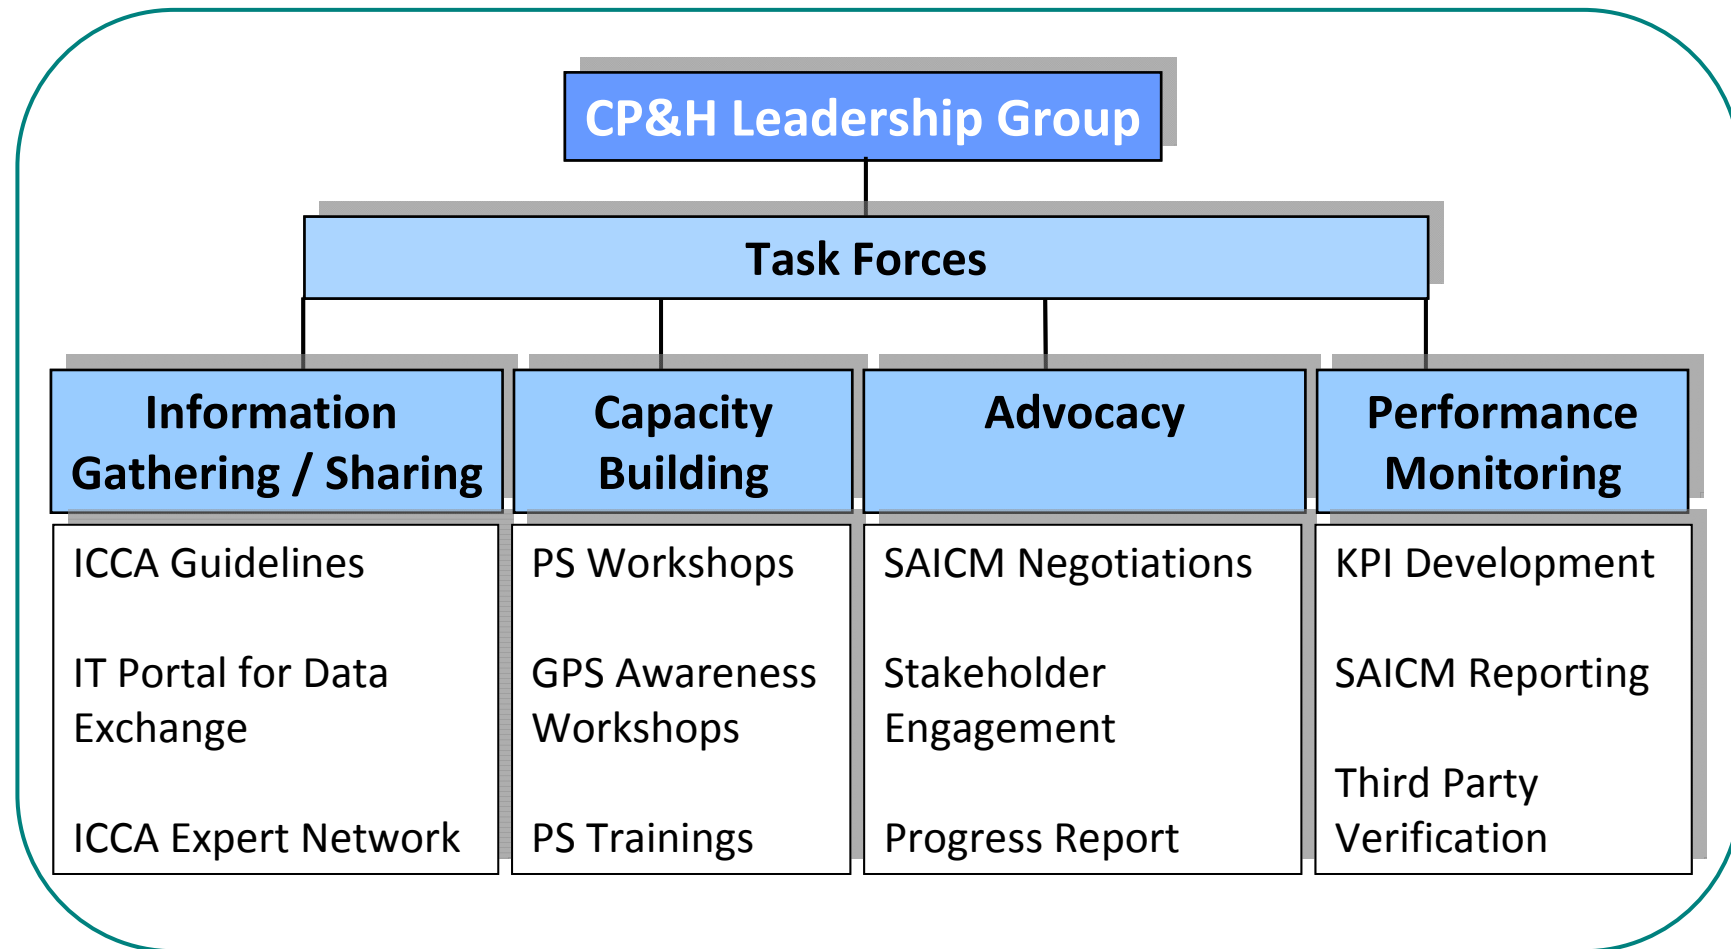 CP&H Leadership Group
Task Forces
Information
Gathering / Sharing
ICCA Guidelines
IT Portal for Data
Exchange
ICCA Expert Network
Capacity
Building
PS Workshops
GPS Awareness
Workshops
PS Trainings
Advocacy
SAICM Negotiations
Stakeholder
Engagement
Progress Report
Performance
Monitoring
KPI Development
SAICM Reporting
Third Party
Verification